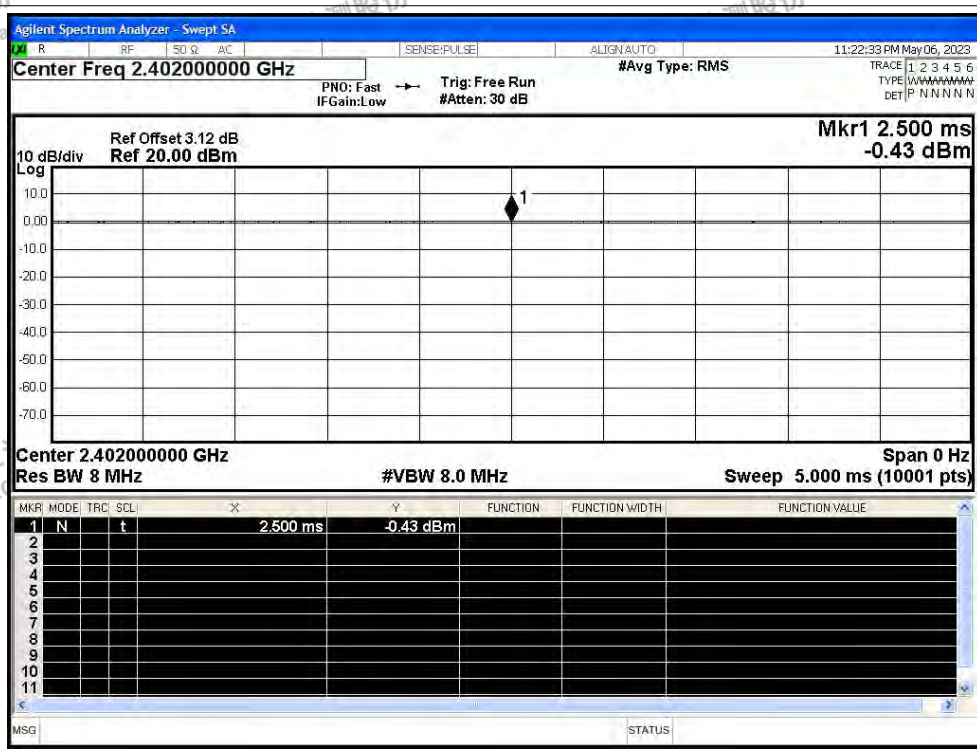 Agilent Spectrum Analyzer - Swept SA
R RF 50 Ω AC SENSE:PULSE ALIGN AUTO 11:22:33 PM May 06, 2023
Center Freq 2.402000000 GHz #Avg Type: RMS TRACE 1 2 3 4 5 6
PNO: Fast Trig: Free Run TYPE
IFGain:Low #Atten: 30 dB DET P N N N N N
Mkr1 2.500 ms
Ref Offset 3.12 dB
10 dB/div Ref 20.00 dBm -0.43 dBm
Log
10.0
1
0.00
-10.0
-20.0
-30.0
-40.0
-50.0
-60.0
-70.0
Center 2.402000000 GHz Span 0 Hz
Res BW 8 MHz #VBW 8.0 MHz Sweep 5.000 ms (10001 pts)
MKR MODE TRC SCL X Y FUNCTION FUNCTION WIDTH FUNCTION VALUE
1 N t 2.500 ms -0.43 dBm
2
3
4
5
6
7
8
9
10
11
MSG STATUS